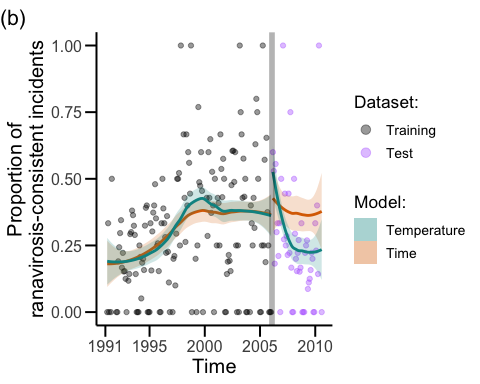 (b)
Proportion of
ranavirosis-consistent incidents
1.00
0.75
0.50
0.25
0.00
1991 1995 2000 2005 2010
Time
Dataset:
Training
Test
Model:
Temperature
Time